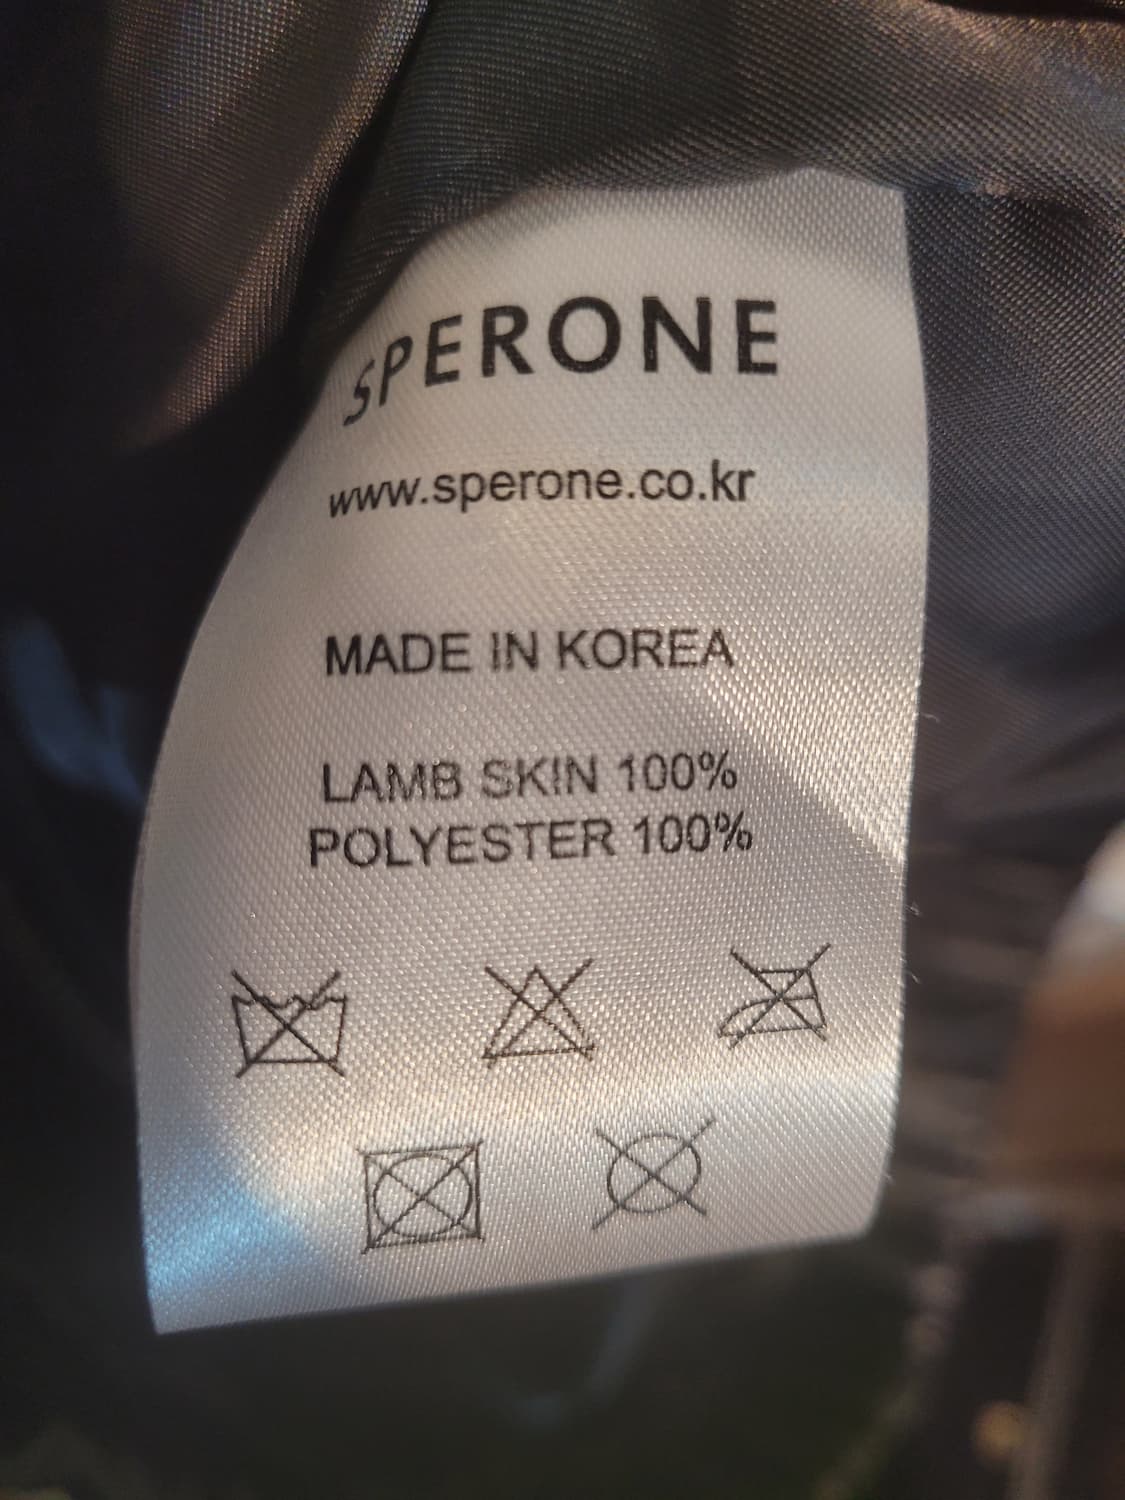 SPERONE
www.sperone.co.kr
MADE IN KOREA
LAMB SKIN 100%
POLYESTER 100%